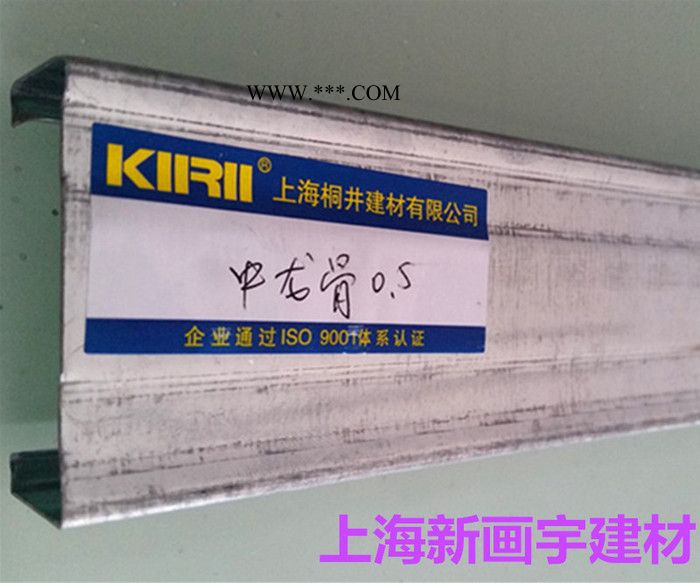 WWW.***.COM
KIRII® 上海桐井建材有限公司
中龙骨0.5
企业通过ISO 9001体系认证
上海新画宇建材